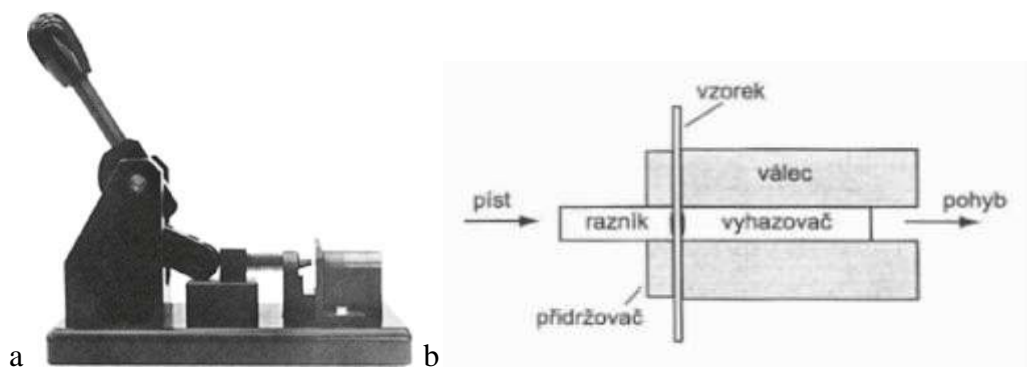 vzorek
válec
píst
razník
vyhazovač
pohyb
přidržovač
a
b